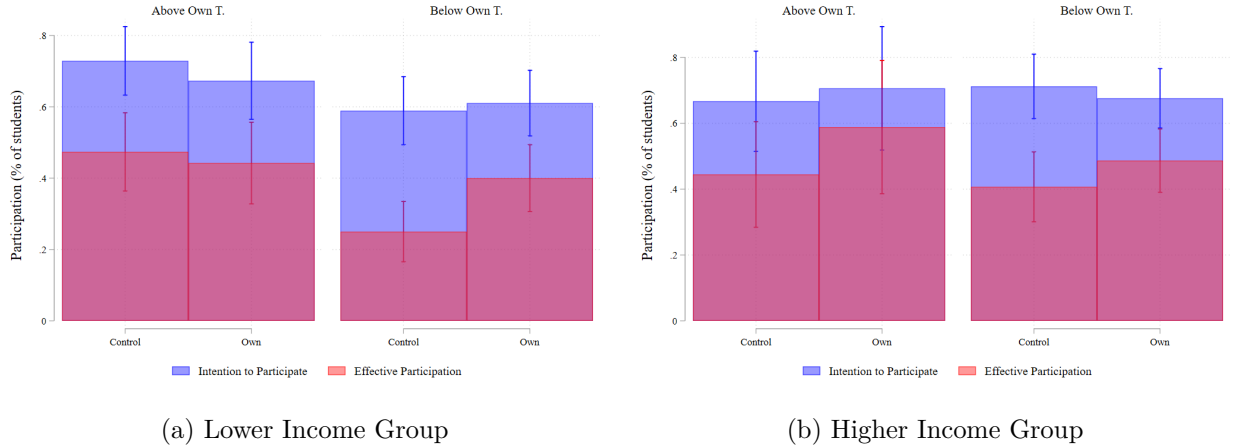 Above Own T.
Below Own T.
Participation (% of students)
.8
.6
.4
.2
0
Control
Own
Control
Own
Intention to Participate
Effective Participation
(a) Lower Income Group
Above Own T.
Below Own T.
Participation (% of students)
.8
.6
.4
.2
0
Control
Own
Control
Own
Intention to Participate
Effective Participation
(b) Higher Income Group